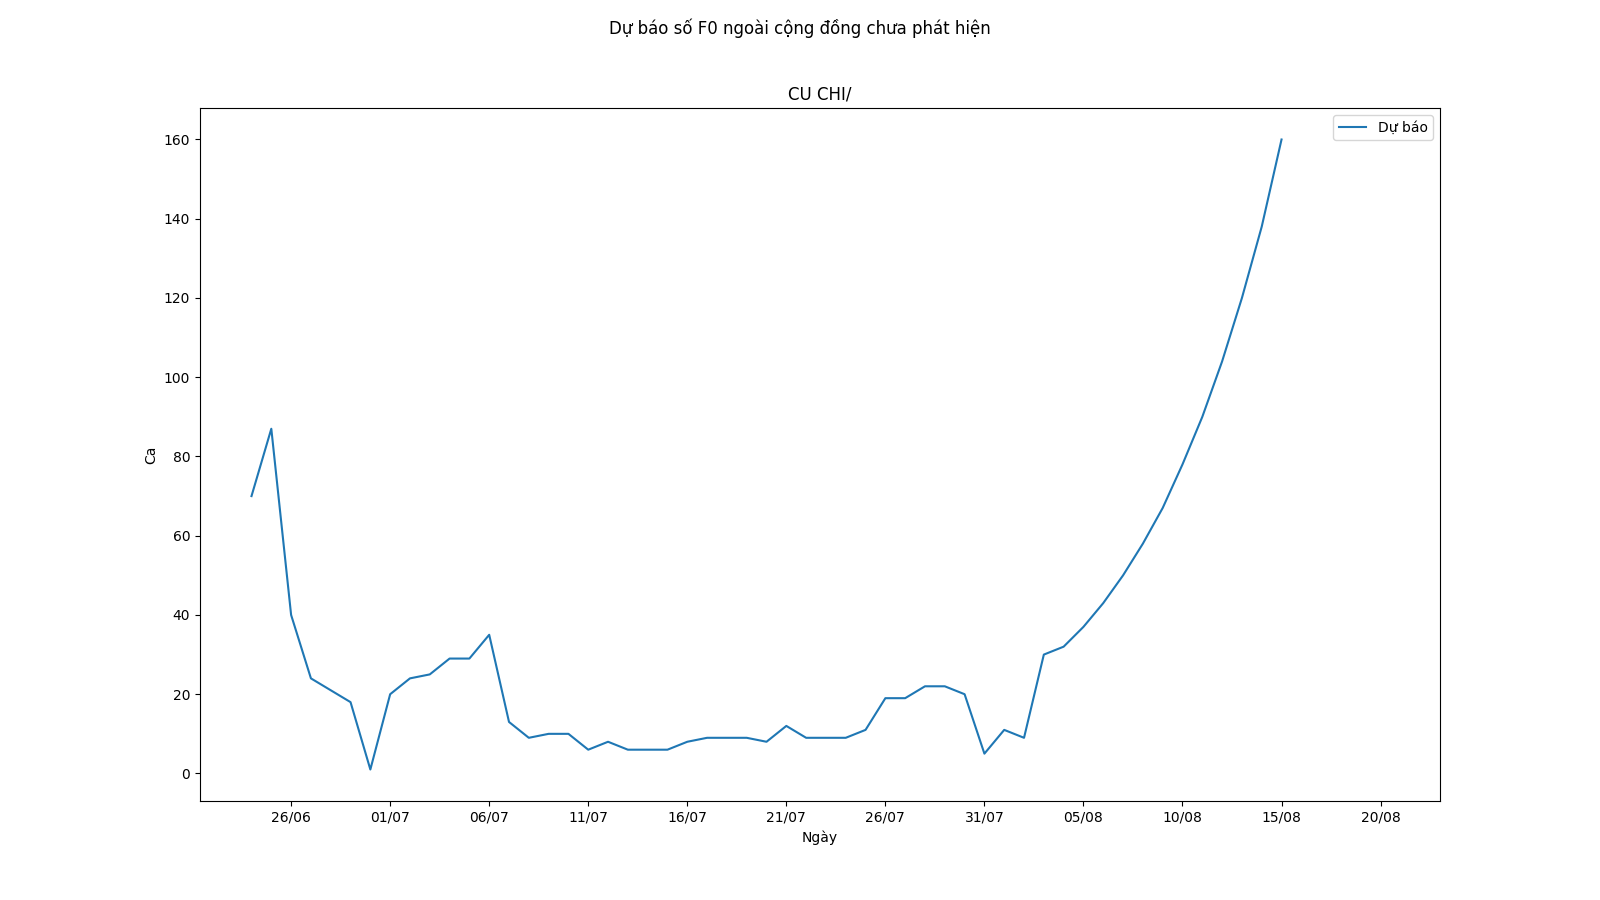 Dự báo số F0 ngoài cộng đồng chưa phát hiện
CU CHI/
Dự báo
160
140
120
100
80
60
40
20
0
Ca
26/06 01/07 06/07 11/07 16/07 21/07 26/07 31/07 05/08 10/08 15/08 20/08
Ngày